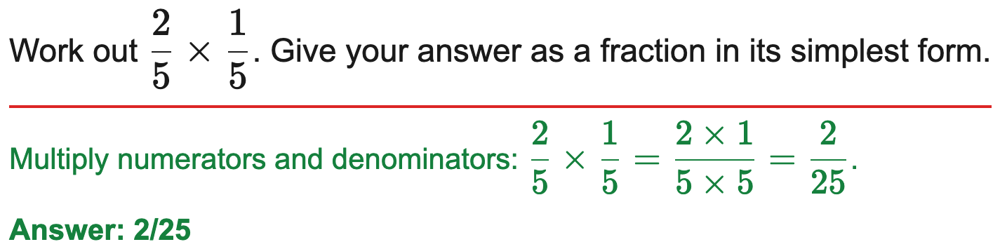 Work out 2/5 × 1/5. Give your answer as a fraction in its simplest form.
Multiply numerators and denominators: 2/5 × 1/5 = (2 × 1)/(5 × 5) = 2/25.
Answer: 2/25